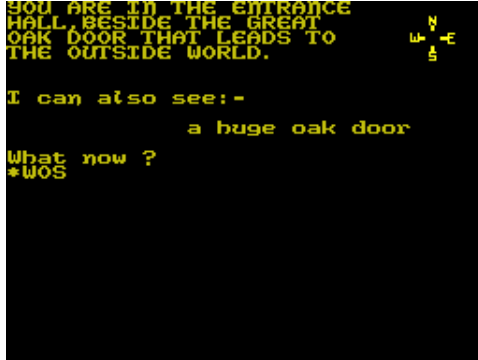 YOU ARE IN THE ENTRANCE
HALL,BESIDE THE GREAT
OAK DOOR THAT LEADS TO
THE OUTSIDE WORLD.
N
W E
S
I can also see:-
a huge oak door
What now ?
*WOS